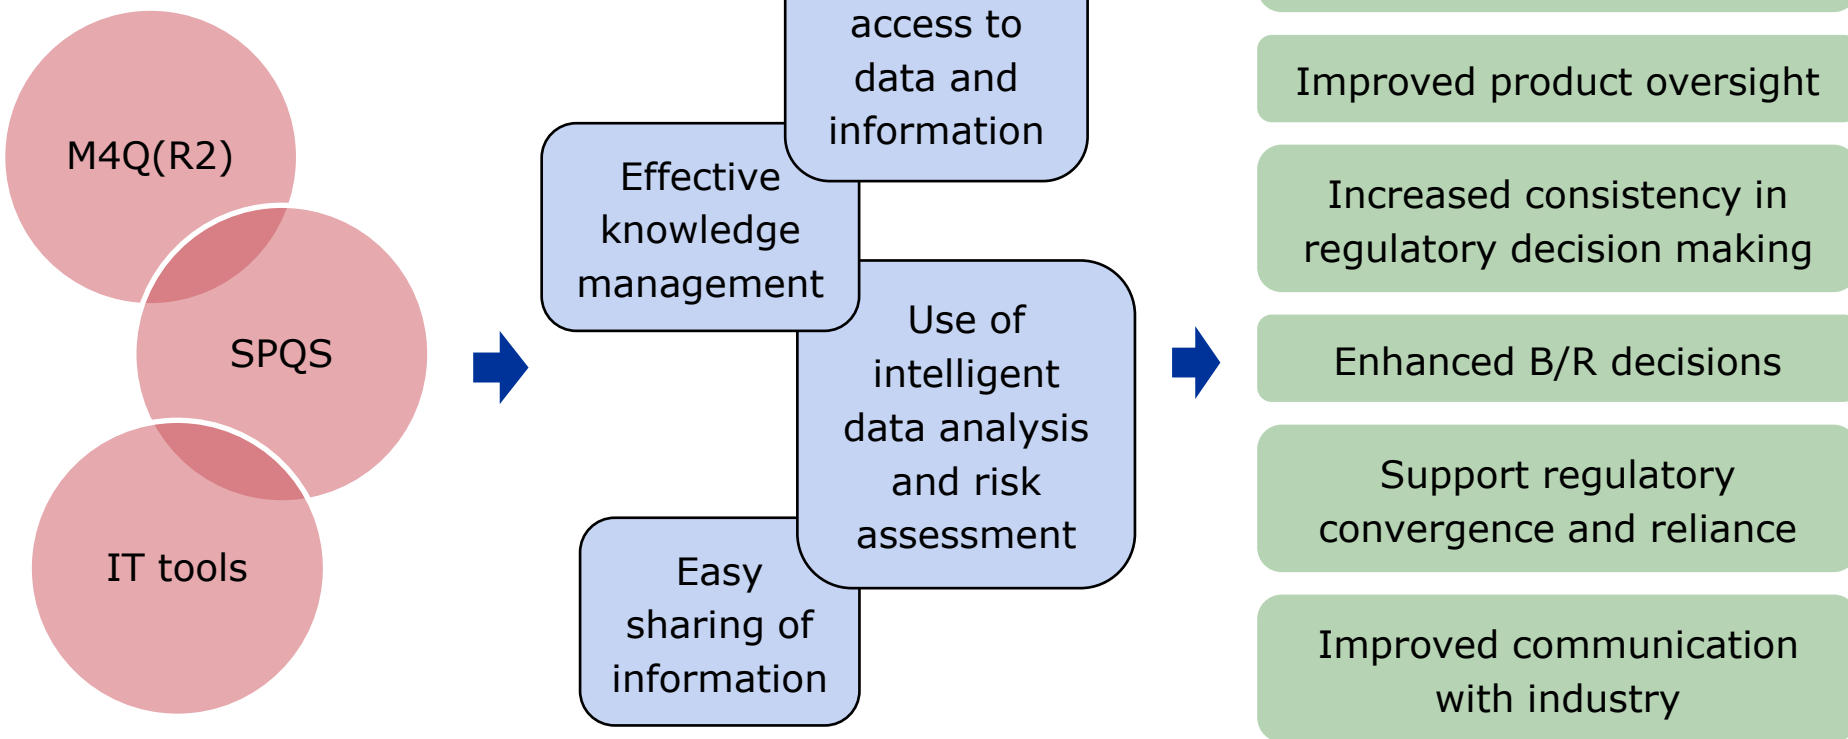 M4Q(R2)
SPQS
IT tools
access to
data and
information
Effective
knowledge
management
Use of
intelligent
data analysis
and risk
assessment
Easy
sharing of
information
Improved product oversight
Increased consistency in
regulatory decision making
Enhanced B/R decisions
Support regulatory
convergence and reliance
Improved communication
with industry